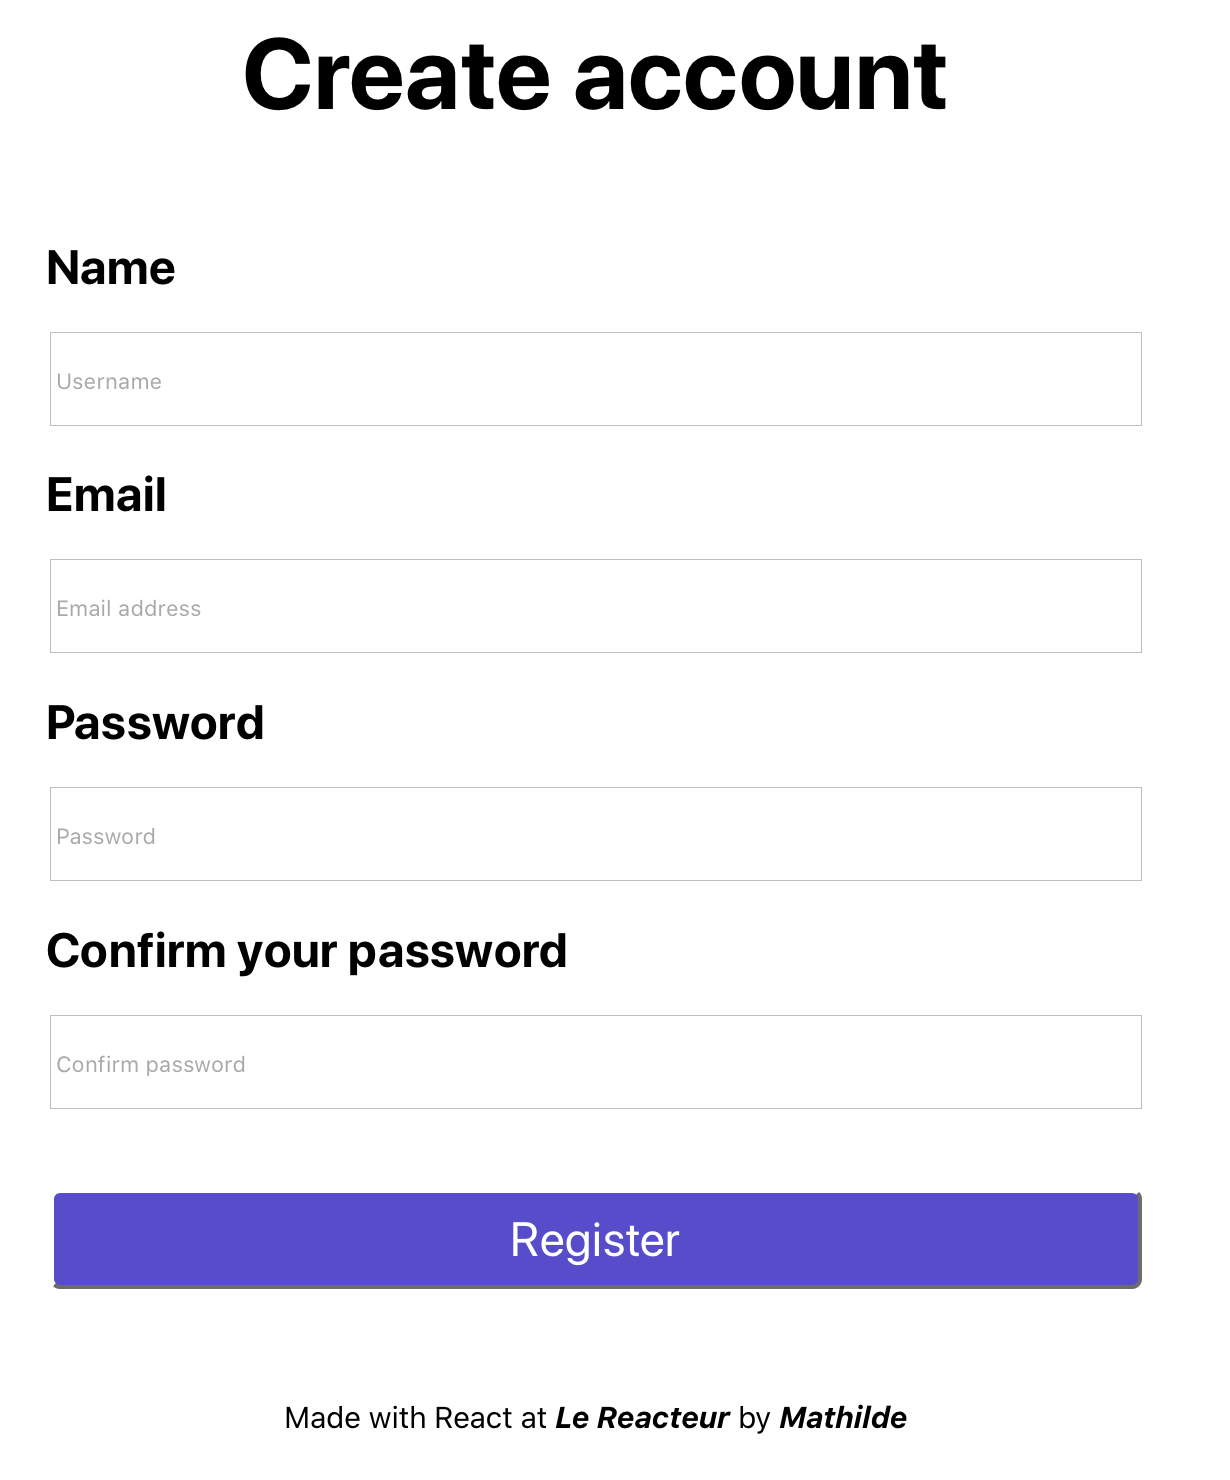 Create account
Name
Username
Email
Email address
Password
Password
Confirm your password
Confirm password
Register
Made with React at Le Reacteur by Mathilde